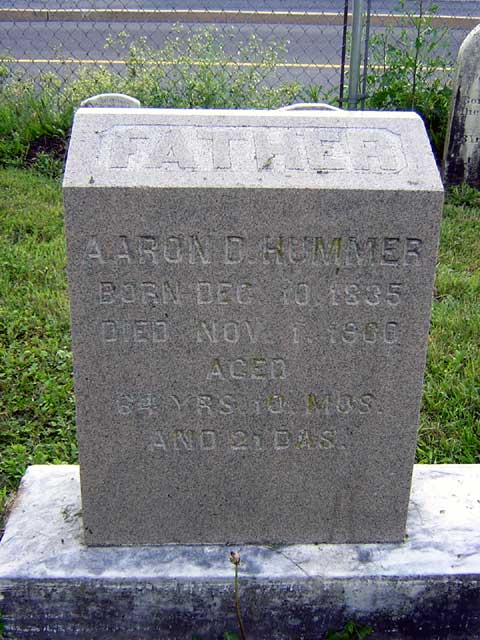 FATHER
AARON D. HUMMER
BORN DEC. 10. 1835
DIED NOV. 1. 1900
AGED
64 YRS. 10. MOS.
AND 21 DAS.